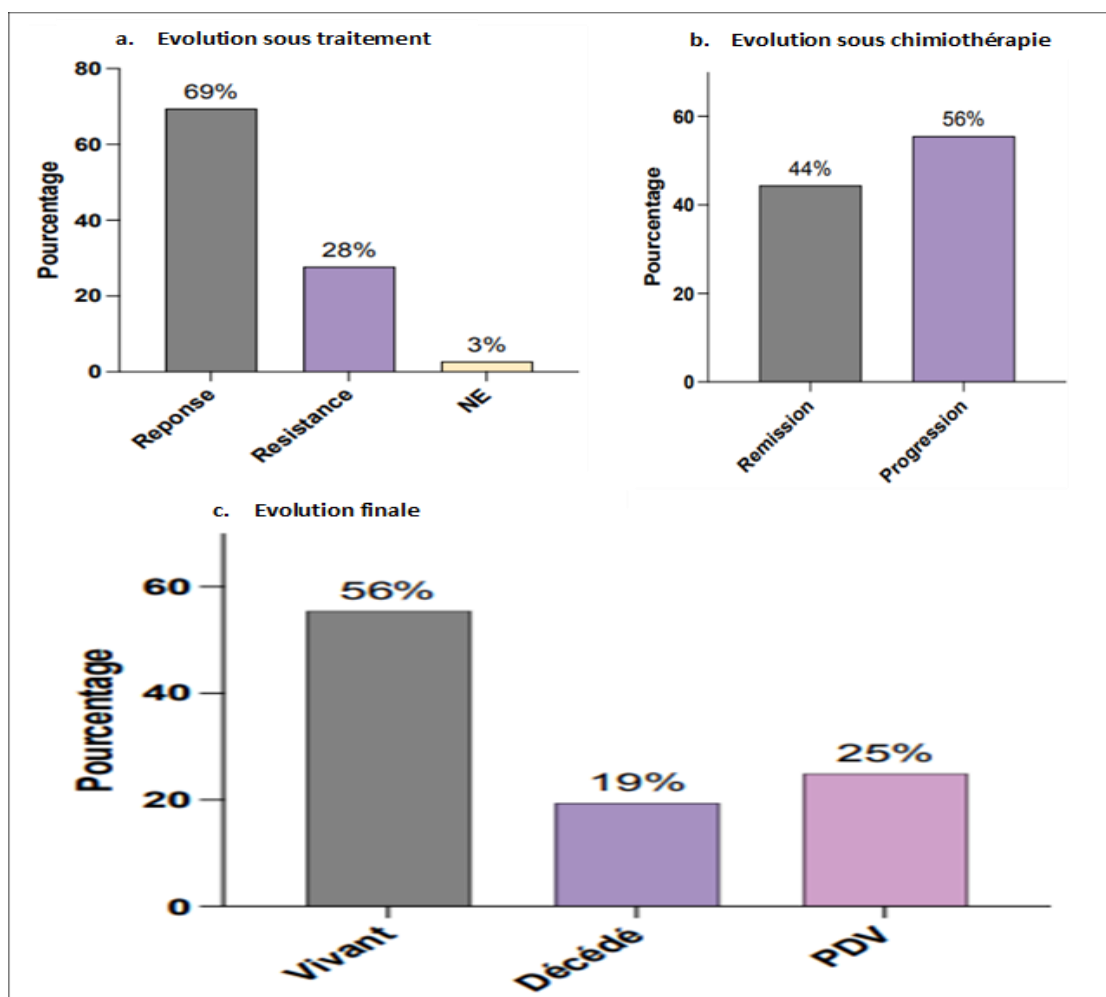 a. Evolution sous traitement
80
60
40
20
0
Pourcentage
69%
28%
3%
Reponse
Resistance
NE
b. Evolution sous chimiothérapie
60
40
20
0
Pourcentage
44%
56%
Remission
Progression
c. Evolution finale
60
40
20
0
Pourcentage
56%
19%
25%
Vivant
Décédé
PDV